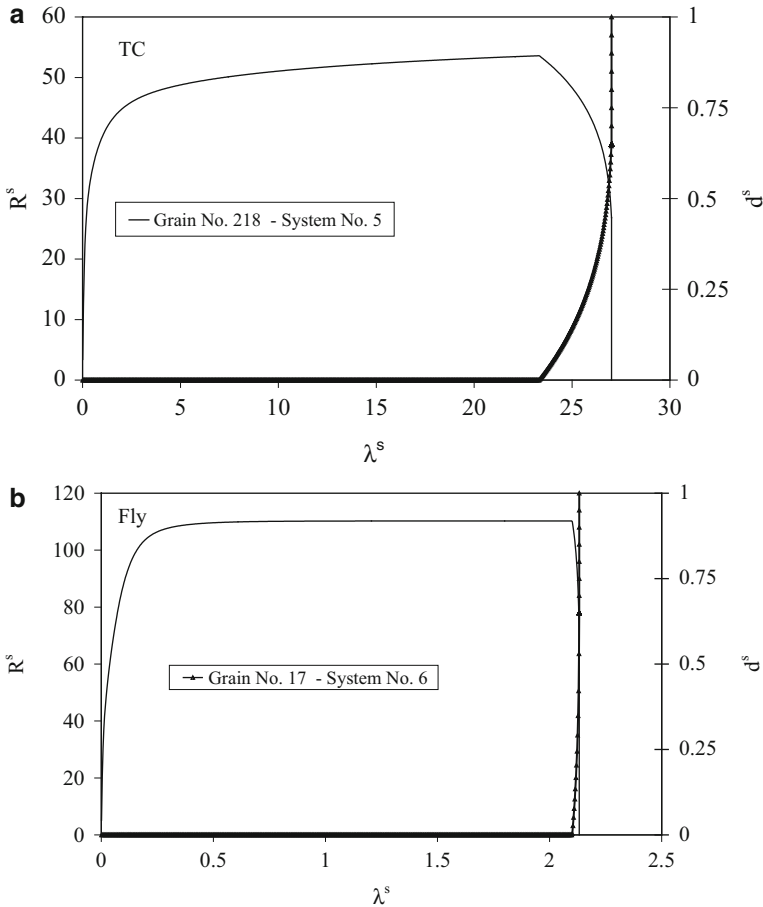 a
TC
60
50
40
30
20
10
0
R^s
1
0.75
0.5
0.25
0
d^s
Grain No. 218 - System No. 5
0 5 10 15 20 25 30
λ^s
b
Fly
120
100
80
60
40
20
0
R^s
1
0.75
0.5
0.25
0
d^s
Grain No. 17 - System No. 6
0 0.5 1 1.5 2 2.5
λ^s